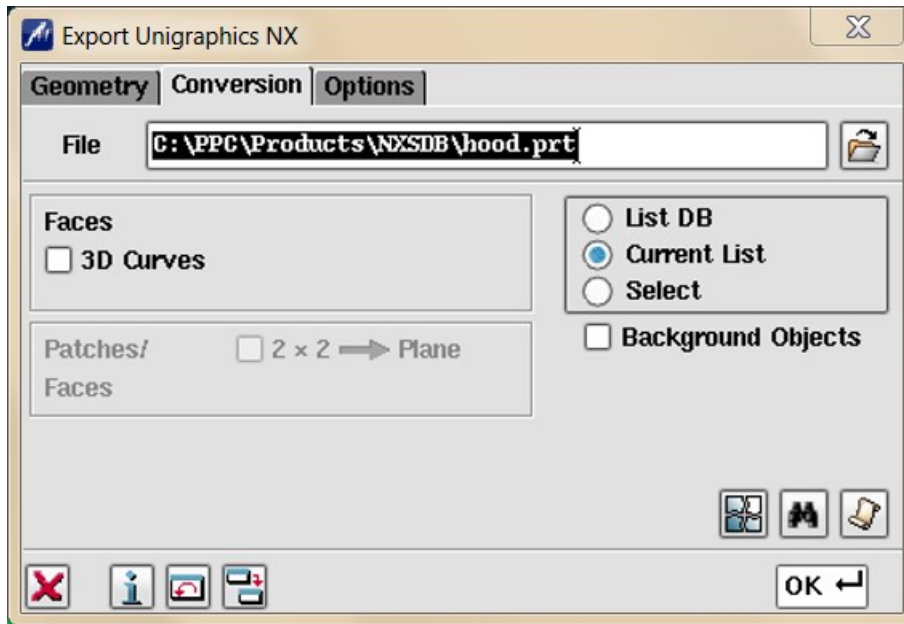 Export Unigraphics NX
Geometry Conversion Options
File C:\PPC\Products\NXSDB\hood.prt
Faces
3D Curves
List DB
Current List
Select
Background Objects
Patches/
Faces
2 × 2 → Plane
OK